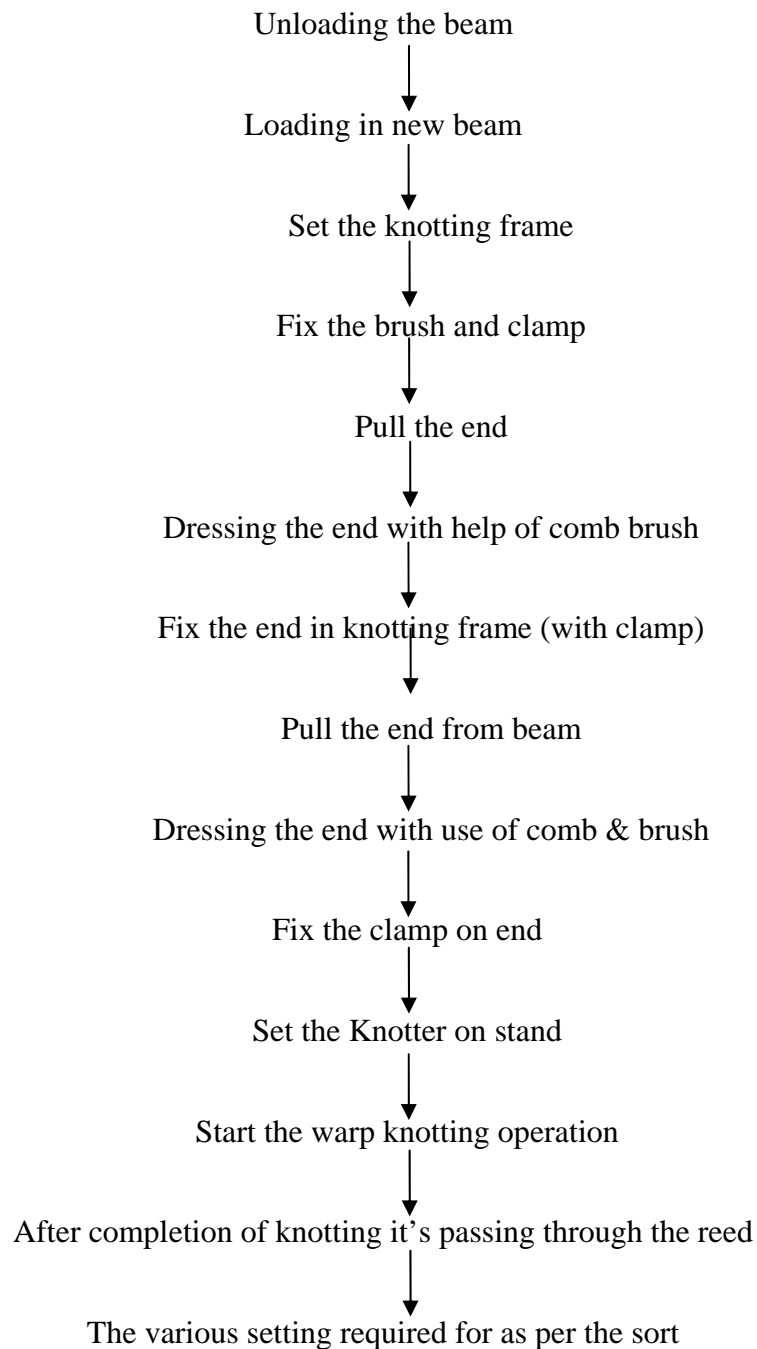 Unloading the beam
Loading in new beam
Set the knotting frame
Fix the brush and clamp
Pull the end
Dressing the end with help of comb brush
Fix the end in knotting frame (with clamp)
Pull the end from beam
Dressing the end with use of comb & brush
Fix the clamp on end
Set the Knotter on stand
Start the warp knotting operation
After completion of knotting it’s passing through the reed
The various setting required for as per the sort